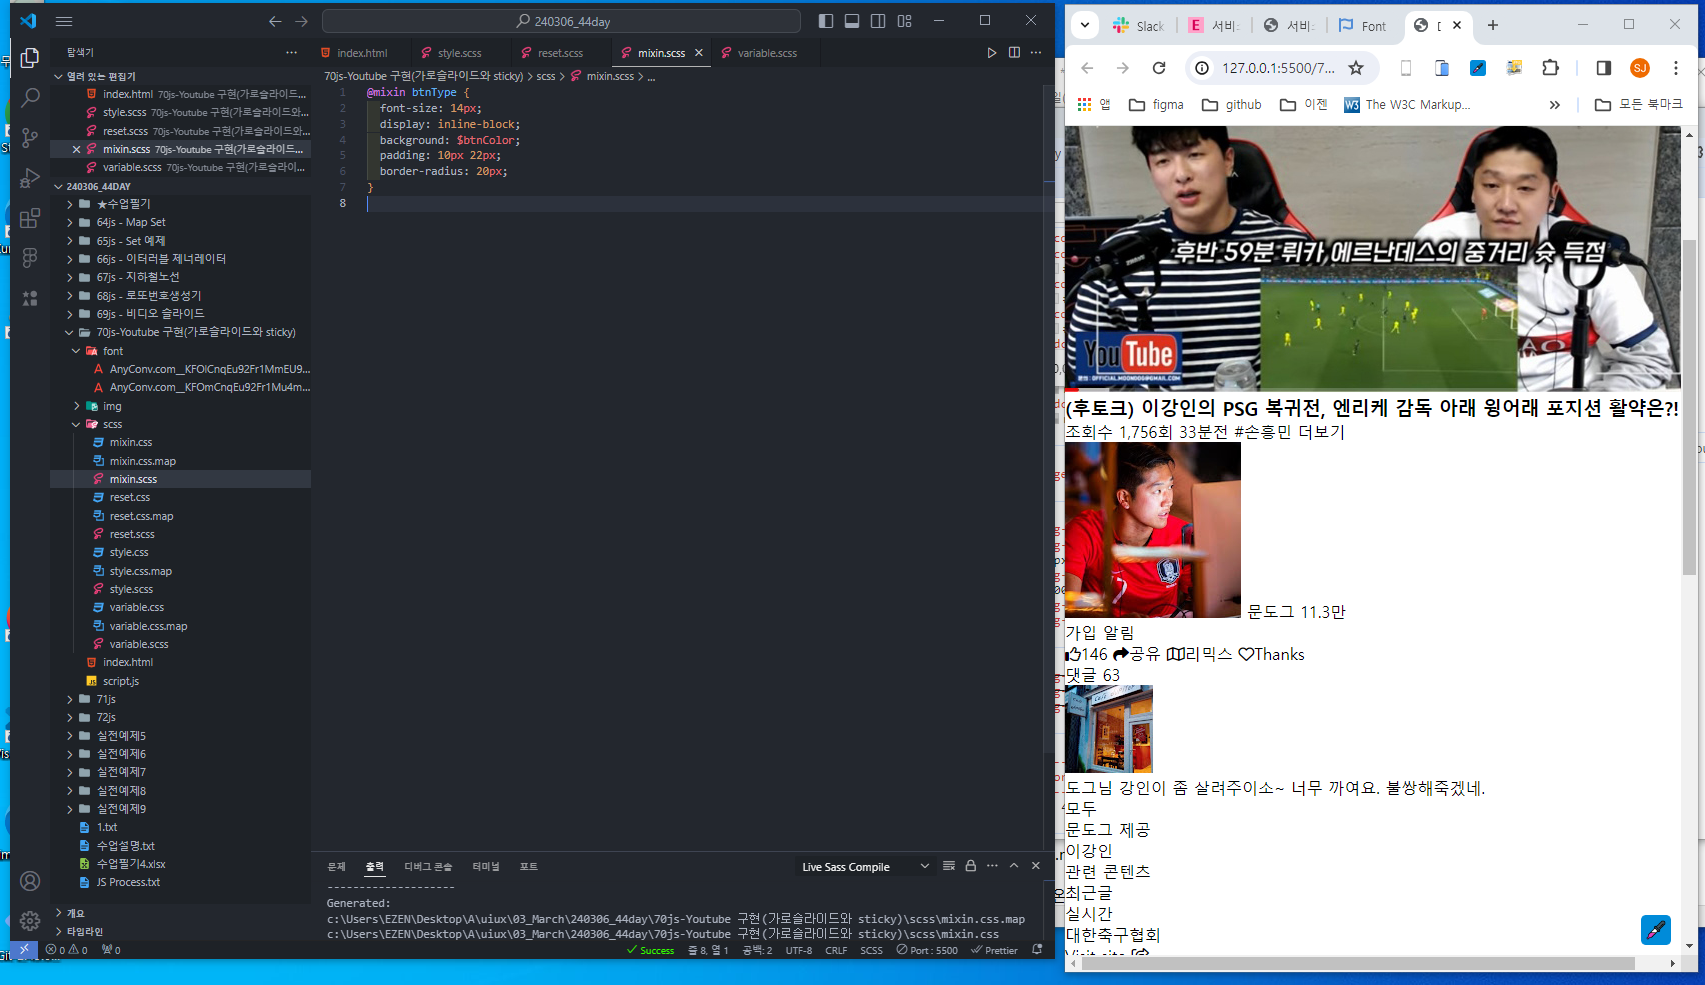 240306_44day
탐색기
열려 있는 편집기
index.html 70js-Youtube 구현(가로슬라이드...
style.scss 70js-Youtube 구현(가로슬라이드와...
reset.scss 70js-Youtube 구현(가로슬라이드와...
mixin.scss 70js-Youtube 구현(가로슬라이드...
variable.scss 70js-Youtube 구현(가로슬라이...
240306_44DAY
★수업필기
64js - Map Set
65js - Set 예제
66js - 이터러블 제너레이터
67js - 지하철노선
68js - 로또번호생성기
69js - 비디오 슬라이드
70js-Youtube 구현(가로슬라이드와 sticky)
font
AnyConv.com__KFOlCnqEu92Fr1MmEU9...
AnyConv.com__KFOmCnqEu92Fr1Mu4m...
img
scss
mixin.css
mixin.css.map
mixin.scss
reset.css
reset.css.map
reset.scss
style.css
style.css.map
style.scss
variable.css
variable.css.map
variable.scss
index.html
script.js
71js
72js
실전예제5
실전예제6
실전예제7
실전예제8
실전예제9
1.txt
수업설명.txt
수업필기4.xlsx
JS Process.txt
개요
타임라인
index.html style.scss reset.scss mixin.scss variable.scss
70js-Youtube 구현(가로슬라이드와 sticky) > scss > mixin.scss > ...
1 @mixin btnType {
2 font-size: 14px;
3 display: inline-block;
4 background: $btnColor;
5 padding: 10px 22px;
6 border-radius: 20px;
7 }
8
문제 출력 디버그 콘솔 터미널 포트 Live Sass Compile
--------------------
Generated:
c:\Users\EZEN\Desktop\A\uiux\03_March\240306_44day\70js-Youtube 구현(가로슬라이드와 sticky)\scss\mixin.css.map
c:\Users\EZEN\Desktop\A\uiux\03_March\240306_44day\70js-Youtube 구현(가로슬라이드와 sticky)\scss\mixin.css
0 0 0 Success 줄 8, 열 1 공백: 2 UTF-8 CRLF SCSS Port : 5500 Prettier
Slack 서비 서비 Font
127.0.0.1:5500/7... SJ
앱 figma github 이젠 W3 The W3C Markup... » 모든 북마크
후반 59분 뤼카 에르난데스의 중거리 슛 득점
YouTube
문의 : OFFICIAL.MOONDOG@GMAIL.COM
(후토크) 이강인의 PSG 복귀전, 엔리케 감독 아래 윙어래 포지션 활약은?!
조회수 1,756회 33분전 #손흥민 더보기
문도그 11.3만
가입 알림
146 공유 리믹스 Thanks
댓글 63
도그님 강인이 좀 살려주이소~ 너무 까여요. 불쌍해죽겠네.
모두
문도그 제공
이강인
관련 콘텐츠
최근글
실시간
대한축구협회
Visit site